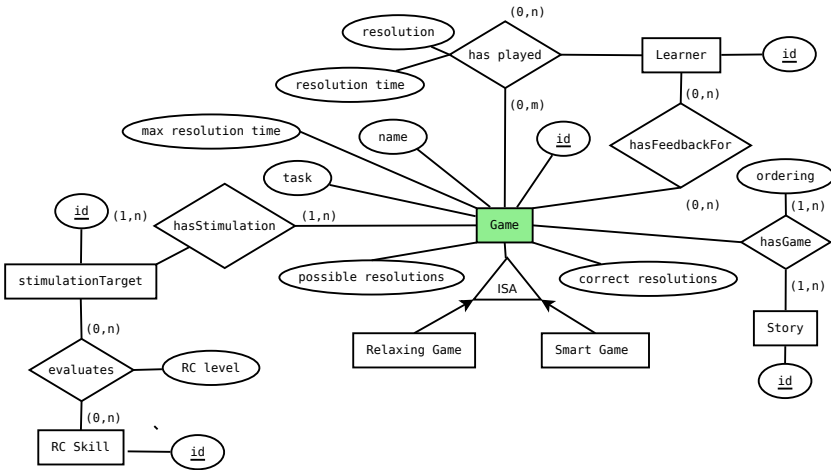 (0,n)
resolution
has played
Learner
id
resolution time
(0,n)
(0,m)
max resolution time
name
id
hasFeedbackFor
task
ordering
id
(1,n)
hasStimulation
(1,n)
(0,n)
(1,n)
Game
hasGame
stimulationTarget
possible resolutions
ISA
correct resolutions
(1,n)
(0,n)
Story
Relaxing Game
Smart Game
evaluates
RC level
id
(0,n)
RC Skill
id